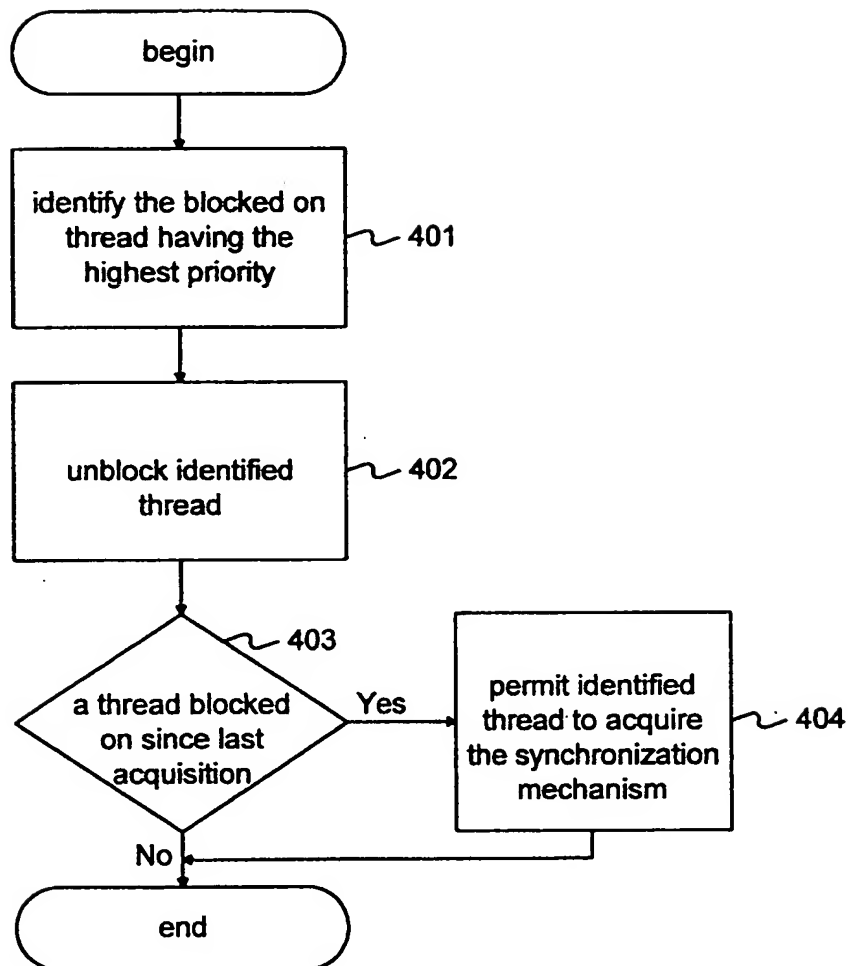 begin
identify the blocked on
thread having the
highest priority
401
unblock identified
thread
402
403
a thread blocked
on since last
acquisition
Yes
permit identified
thread to acquire
the synchronization
mechanism
404
No
end